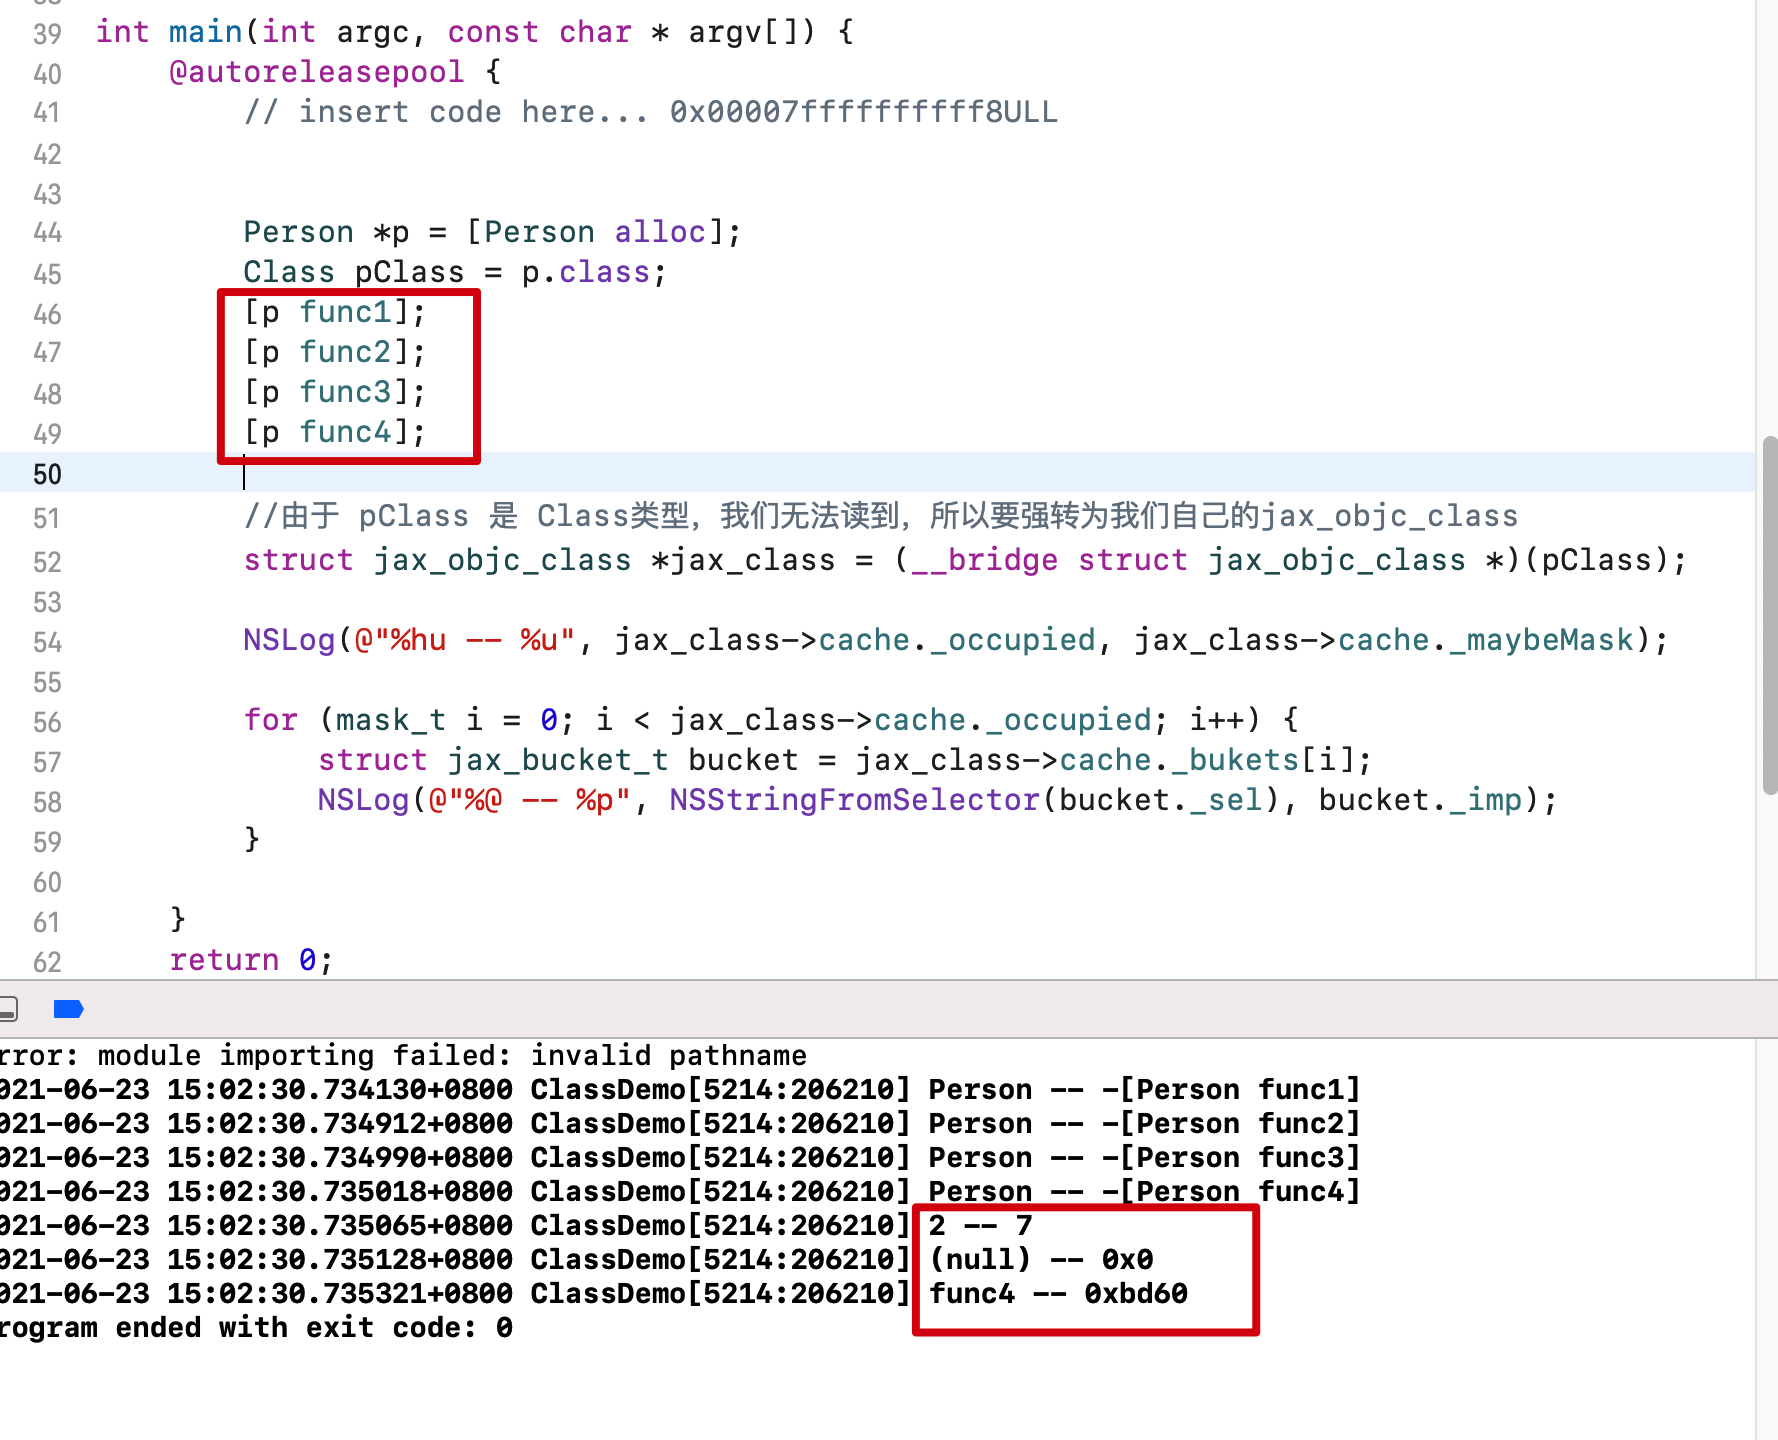 39 int main(int argc, const char * argv[]) {
40 @autoreleasepool {
41 // insert code here... 0x00007ffffffffff8ULL
42
43
44 Person *p = [Person alloc];
45 Class pClass = p.class;
46 [p func1];
47 [p func2];
48 [p func3];
49 [p func4];
50
51 //由于 pClass 是 Class类型，我们无法读到，所以要强转为我们自己的jax_objc_class
52 struct jax_objc_class *jax_class = (__bridge struct jax_objc_class *)(pClass);
53
54 NSLog(@"%hu -- %u", jax_class->cache._occupied, jax_class->cache._maybeMask);
55
56 for (mask_t i = 0; i < jax_class->cache._occupied; i++) {
57 struct jax_bucket_t bucket = jax_class->cache._bukets[i];
58 NSLog(@"%@ -- %p", NSStringFromSelector(bucket._sel), bucket._imp);
59 }
60
61 }
62 return 0;
rror: module importing failed: invalid pathname
021-06-23 15:02:30.734130+0800 ClassDemo[5214:206210] Person -- -[Person func1]
021-06-23 15:02:30.734912+0800 ClassDemo[5214:206210] Person -- -[Person func2]
021-06-23 15:02:30.734990+0800 ClassDemo[5214:206210] Person -- -[Person func3]
021-06-23 15:02:30.735018+0800 ClassDemo[5214:206210] Person -- -[Person func4]
021-06-23 15:02:30.735065+0800 ClassDemo[5214:206210] 2 -- 7
021-06-23 15:02:30.735128+0800 ClassDemo[5214:206210] (null) -- 0x0
021-06-23 15:02:30.735321+0800 ClassDemo[5214:206210] func4 -- 0xbd60
rogram ended with exit code: 0